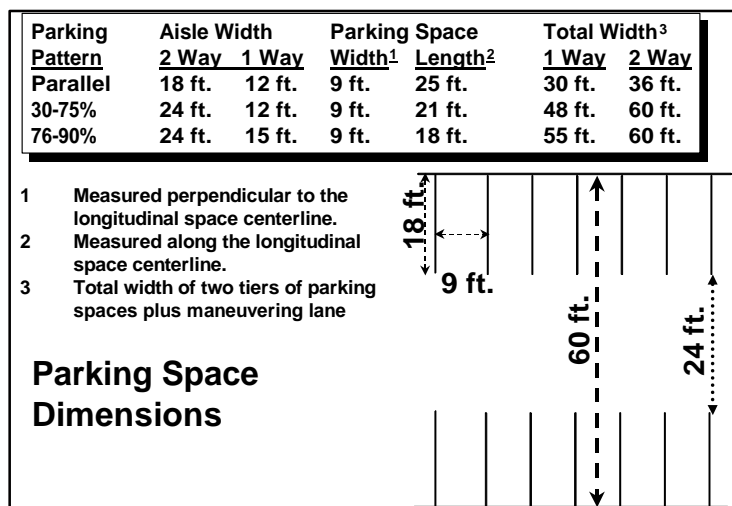 Parking Aisle Width Parking Space Total Width3
Pattern 2 Way 1 Way Width1 Length2 1 Way 2 Way
Parallel 18 ft. 12 ft. 9 ft. 25 ft. 30 ft. 36 ft.
30-75% 24 ft. 12 ft. 9 ft. 21 ft. 48 ft. 60 ft.
76-90% 24 ft. 15 ft. 9 ft. 18 ft. 55 ft. 60 ft.
1 Measured perpendicular to the
longitudinal space centerline.
2 Measured along the longitudinal
space centerline.
3 Total width of two tiers of parking
spaces plus maneuvering lane
Parking Space
Dimensions
18 ft.
9 ft.
60 ft.
24 ft.